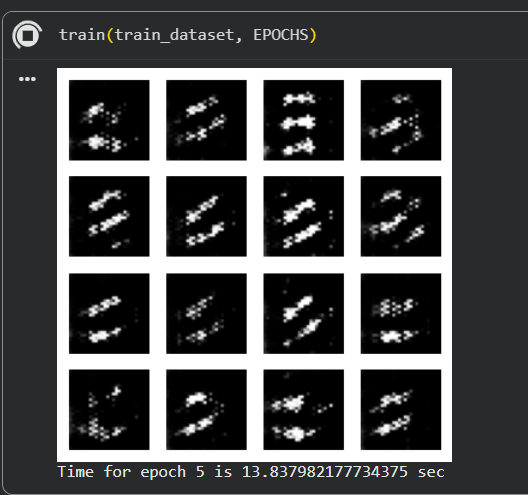 train(train_dataset, EPOCHS)
Time for epoch 5 is 13.837982177734375 sec